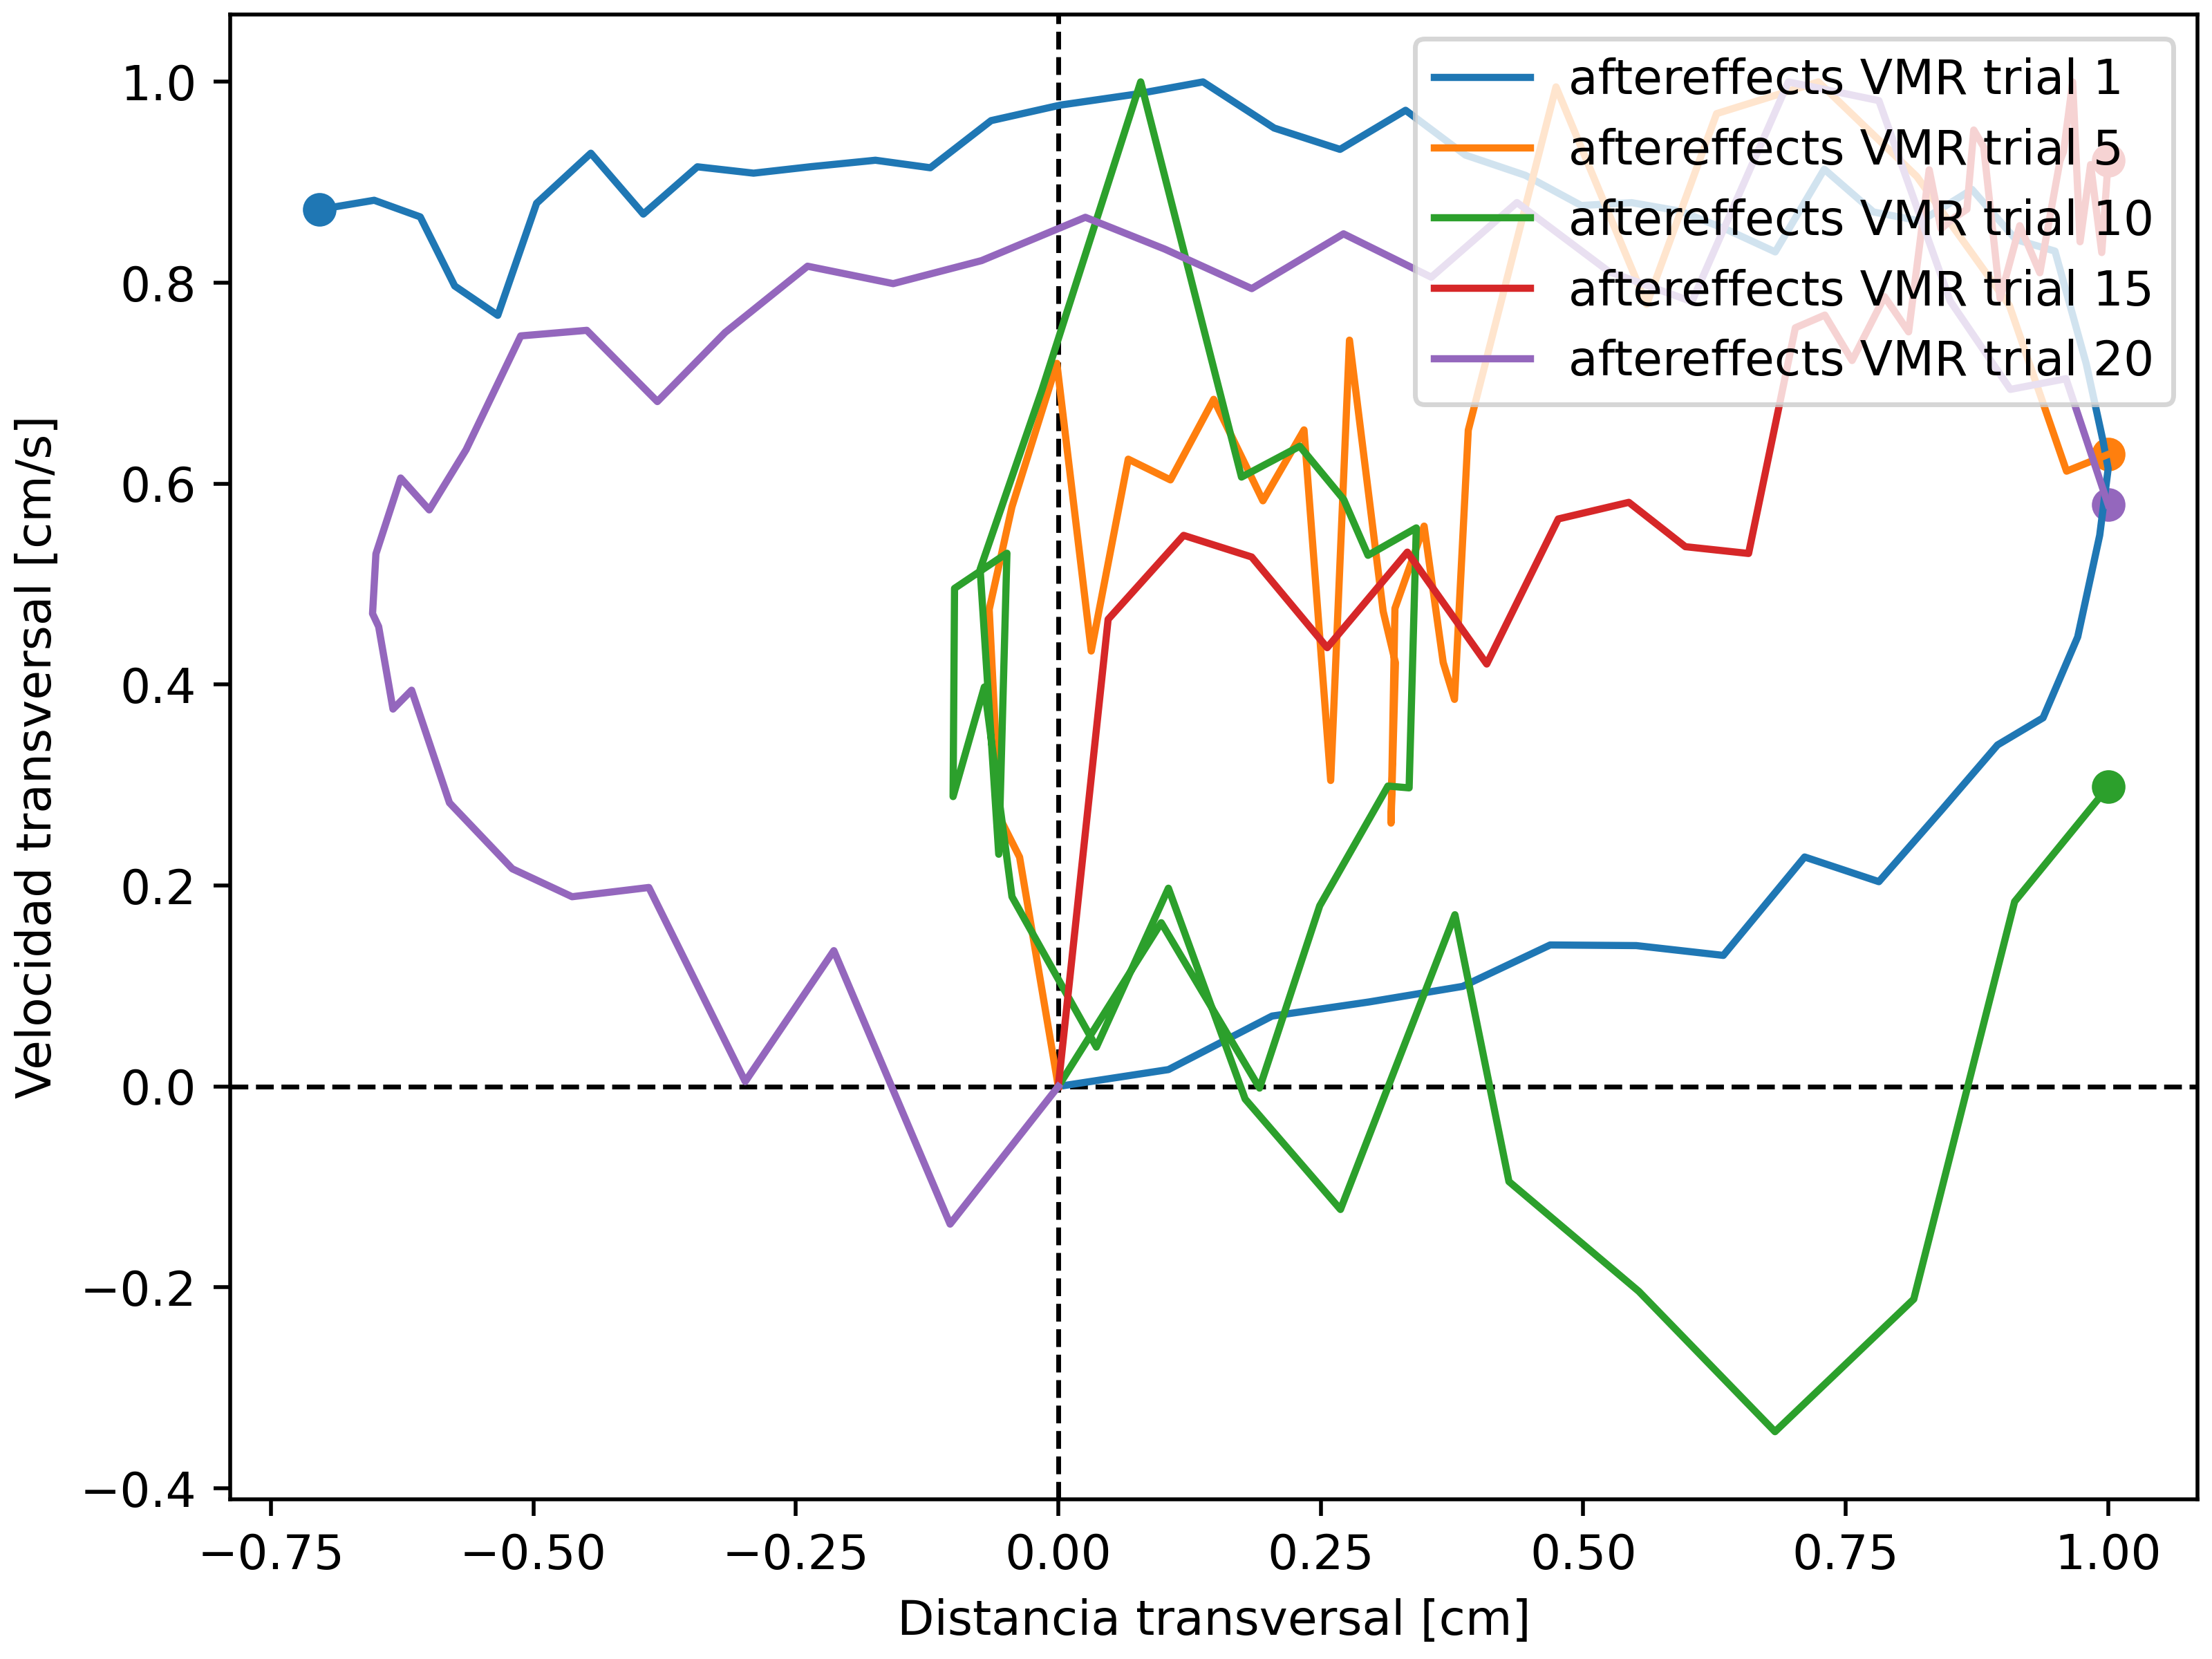 aftereffects VMR trial 1
aftereffects VMR trial 5
aftereffects VMR trial 10
aftereffects VMR trial 15
aftereffects VMR trial 20
Velocidad transversal [cm/s]
1.0
0.8
0.6
0.4
0.2
0.0
−0.2
−0.4
−0.75 −0.50 −0.25 0.00 0.25 0.50 0.75 1.00
Distancia transversal [cm]